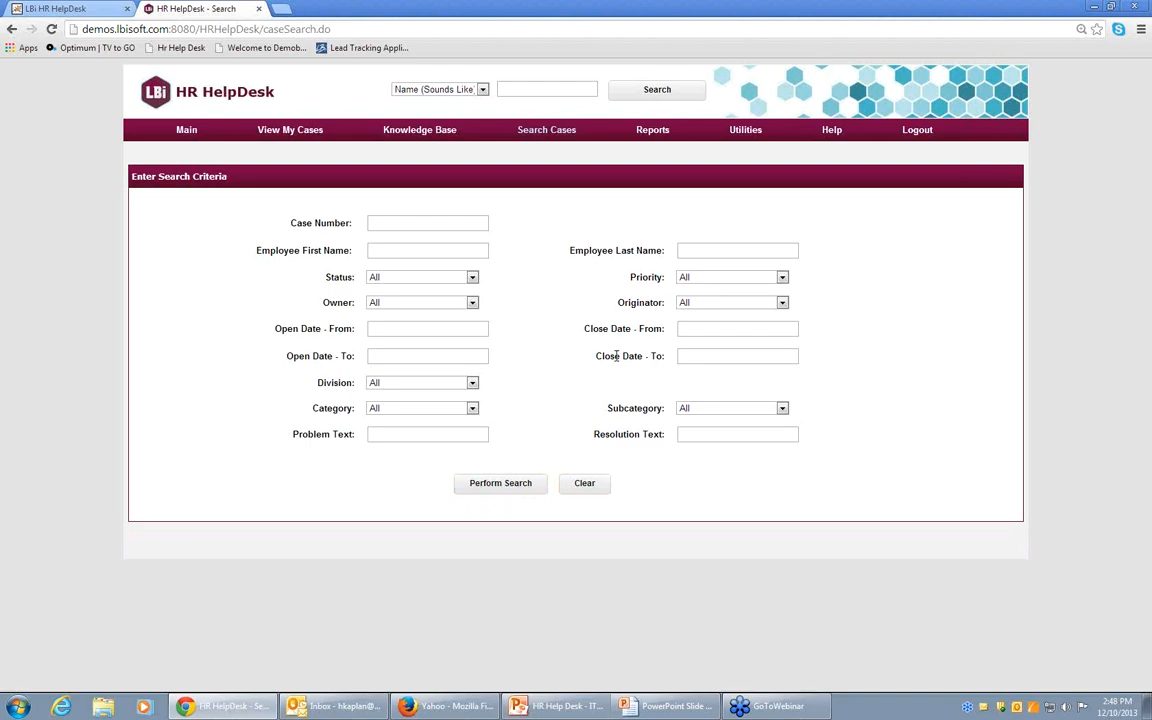 LBi HR HelpDesk
HR HelpDesk - Search
demos.lbisoft.com:8080/HRHelpDesk/caseSearch.do
Apps Optimum | TV to GO Hr Help Desk Welcome to Demob... Lead Tracking Appli...
LBi HR HelpDesk
Name (Sounds Like
Search
Main View My Cases Knowledge Base Search Cases Reports Utilities Help Logout
Enter Search Criteria
Case Number:
Employee First Name: Employee Last Name:
Status: All Priority: All
Owner: All Originator: All
Open Date - From: Close Date - From:
Open Date - To: Close Date - To:
Division: All
Category: All Subcategory: All
Problem Text: Resolution Text:
Perform Search Clear
HR HelpDesk - Se... Inbox - hkaplan@... Yahoo - Mozilla Fi... HR Help Desk - IT... PowerPoint Slide ... GoToWebinar
2:48 PM
12/10/2013